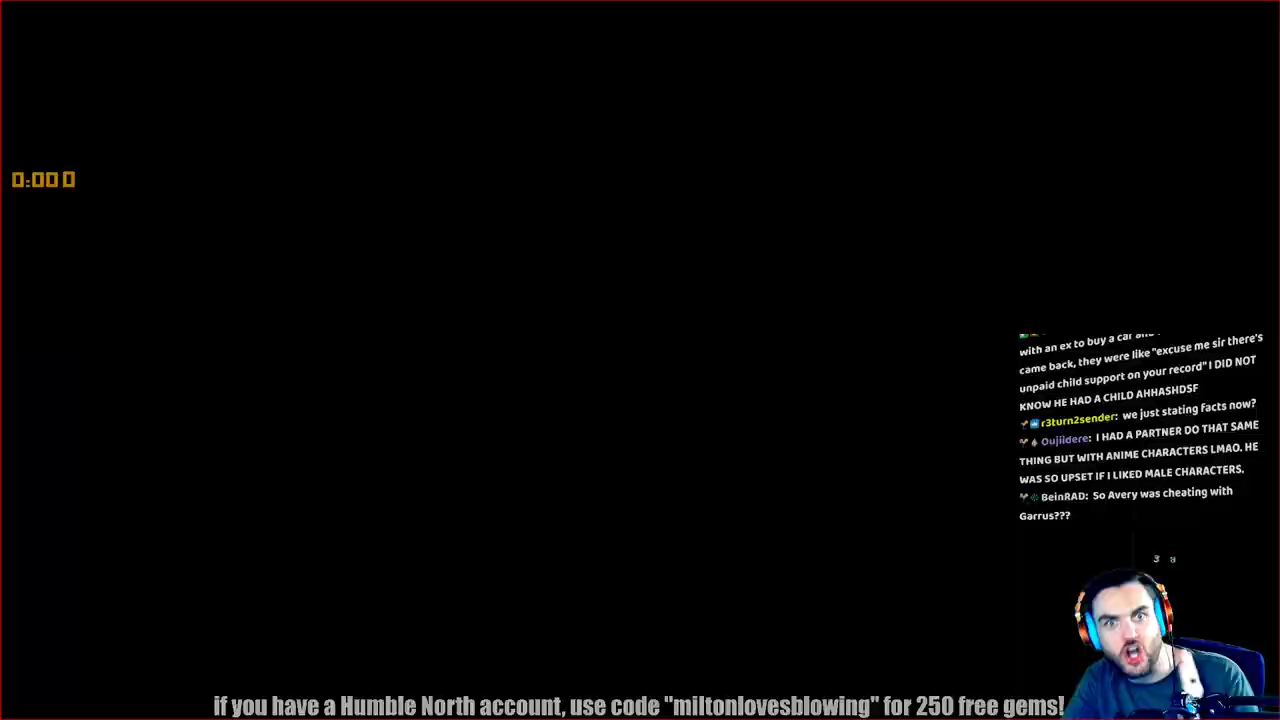 0:00 0
with an ex to buy a car and
came back, they were like "excuse me sir there's
unpaid child support on your record" I DID NOT
KNOW HE HAD A CHILD AHHASHDSF
r3turn2sender: we just stating facts now?
Oujiidere: I HAD A PARTNER DO THAT SAME
THING BUT WITH ANIME CHARACTERS LMAO. HE
WAS SO UPSET IF I LIKED MALE CHARACTERS.
BeinRAD: So Avery was cheating with
Garrus???
if you have a Humble North account, use code "miltonlovesblowing" for 250 free gems!